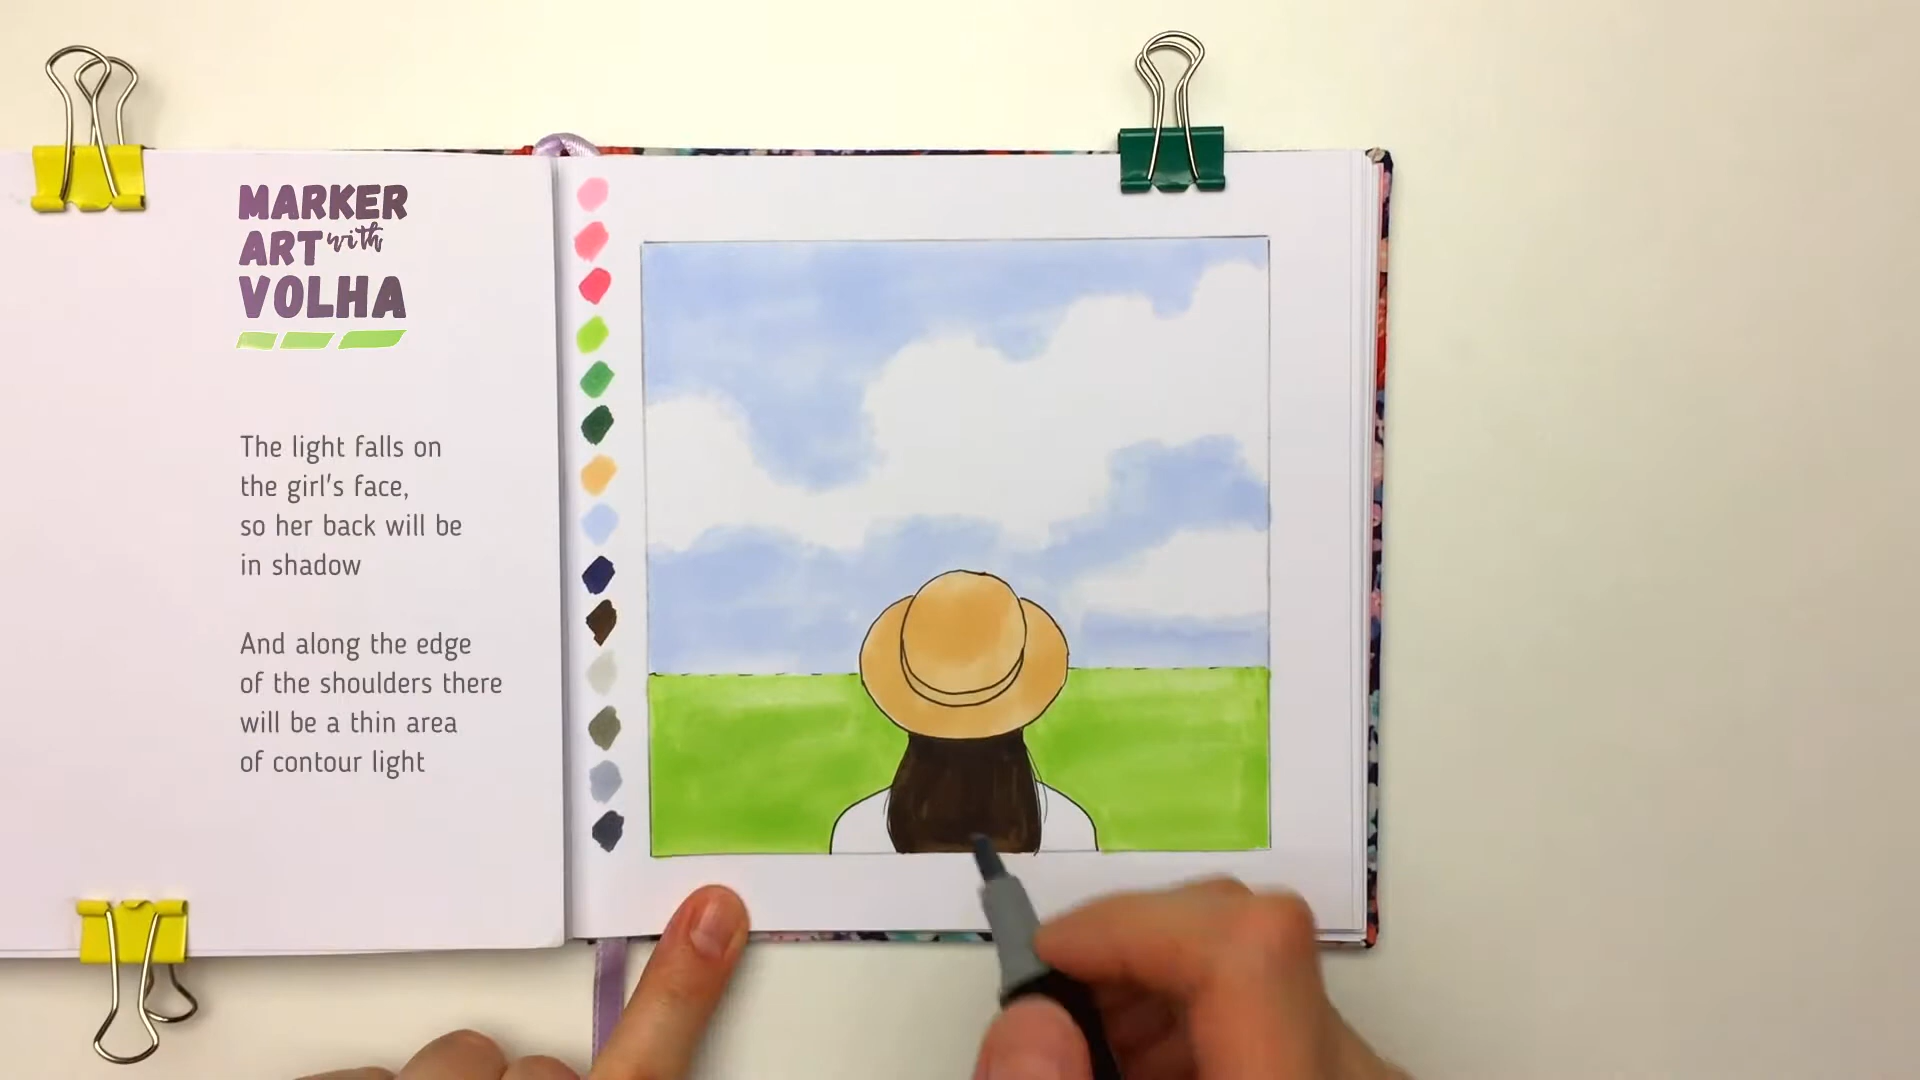 MARKER
ART with
VOLHA
The light falls on
the girl's face,
so her back will be
in shadow
And along the edge
of the shoulders there
will be a thin area
of contour light